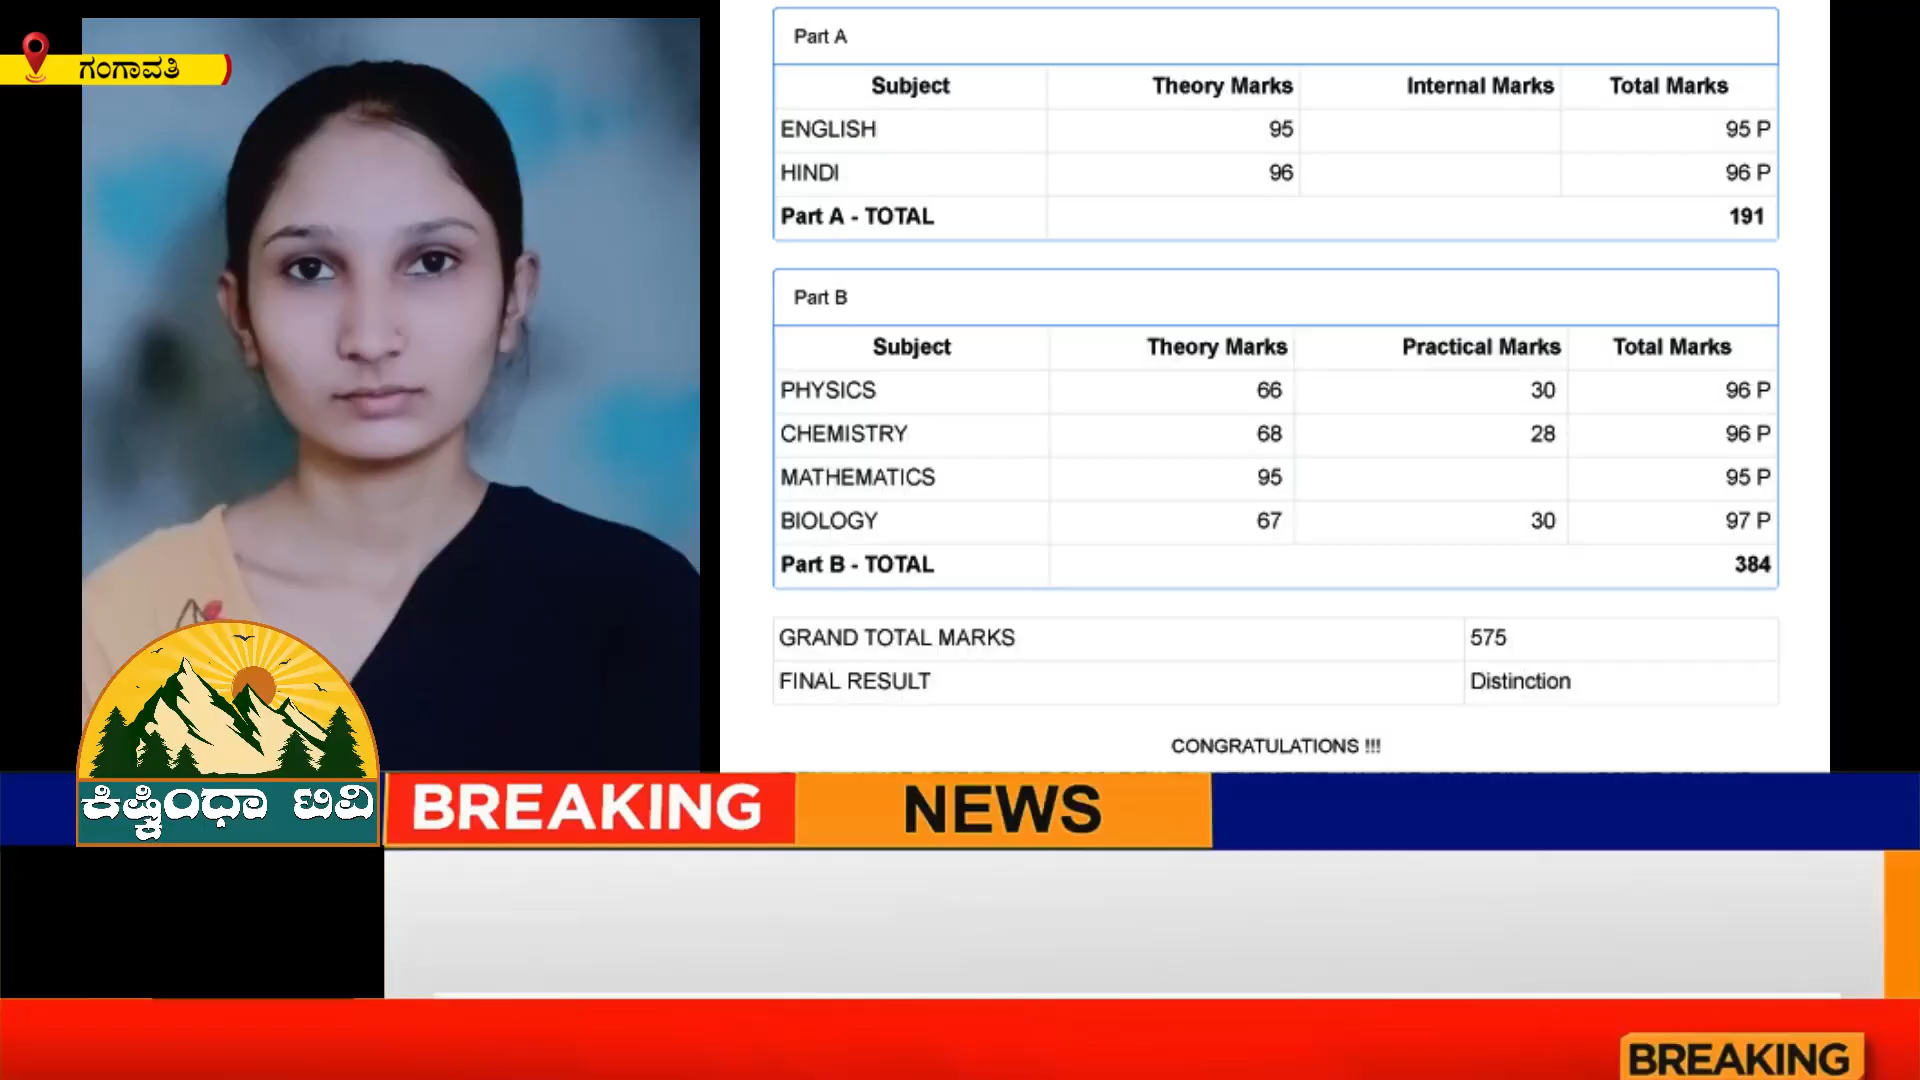 ಗಂಗಾವತಿ
Part A
Subject Theory Marks Internal Marks Total Marks
ENGLISH 95 95 P
HINDI 96 96 P
Part A - TOTAL 191
Part B
Subject Theory Marks Practical Marks Total Marks
PHYSICS 66 30 96 P
CHEMISTRY 68 28 96 P
MATHEMATICS 95 95 P
BIOLOGY 67 30 97 P
Part B - TOTAL 384
GRAND TOTAL MARKS 575
FINAL RESULT Distinction
CONGRATULATIONS !!!
ಕಿಷ್ಕಿಂಧಾ ಟಿವಿ
BREAKING NEWS
BREAKING